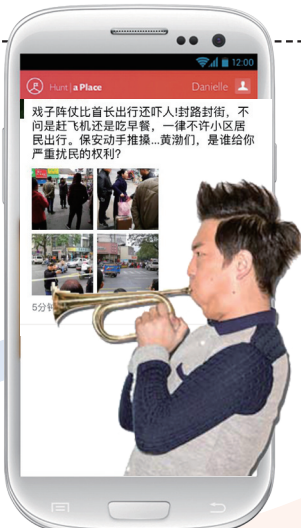 12:00
Hunt | a Place
Danielle
戏子阵仗比首长出行还吓人!封路封街，不
问是赶飞机还是吃早餐，一律不许小区居
民出行。保安动手推搡...黄渤们，是谁给你
严重扰民的权利?
5分钟